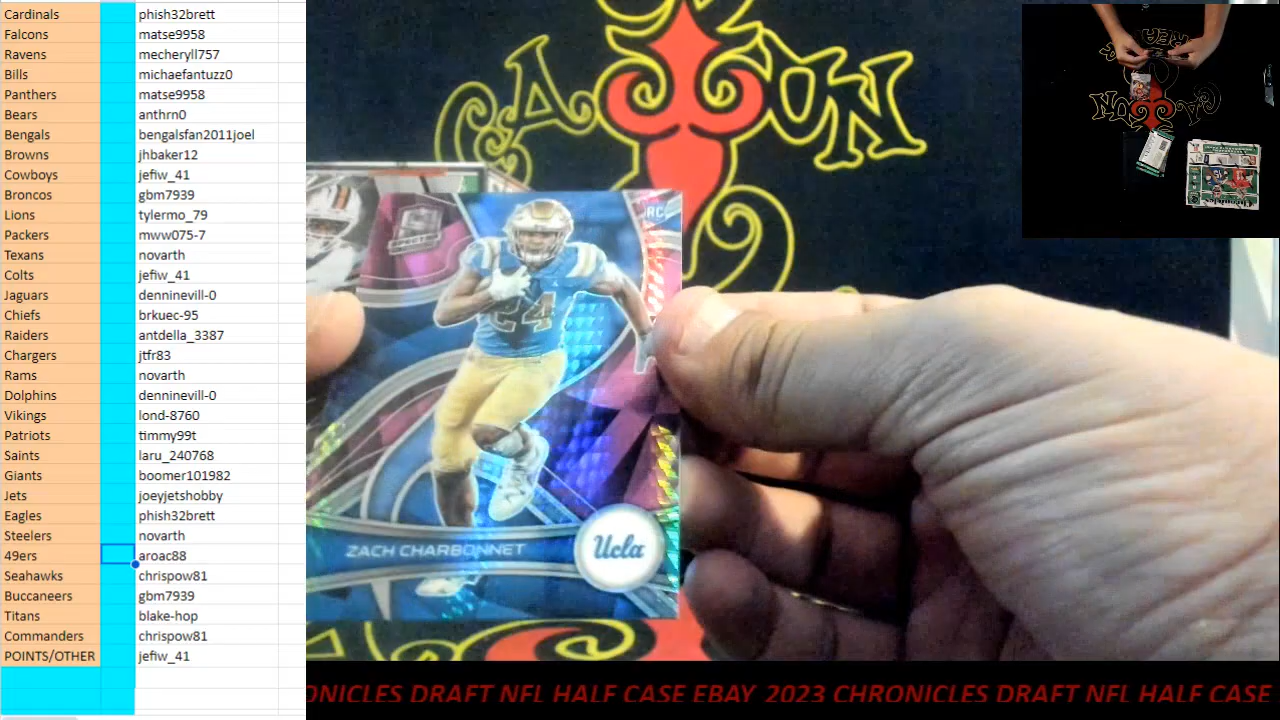 Cardinals phish32brett
Falcons matse9958
Ravens mecheryll757
Bills michaefantuzz0
Panthers matse9958
Bears anthrn0
Bengals bengalsfan2011joel
Browns jhbaker12
Cowboys jefiw_41
Broncos gbm7939
Lions tylermo_79
Packers mww075-7
Texans novarth
Colts jefiw_41
Jaguars denninevill-0
Chiefs brkuec-95
Raiders antdella_3387
Chargers jtfr83
Rams novarth
Dolphins denninevill-0
Vikings lond-8760
Patriots timmy99t
Saints laru_240768
Giants boomer101982
Jets joeyjetshobby
Eagles phish32brett
Steelers novarth
49ers aroac88
Seahawks chrispow81
Buccaneers gbm7939
Titans blake-hop
Commanders chrispow81
POINTS/OTHER jefiw_41
RC
24
ZACH CHARBONNET
Ucla
ONICLES DRAFT NFL HALF CASE EBAY 2023 CHRONICLES DRAFT NFL HALF CASE